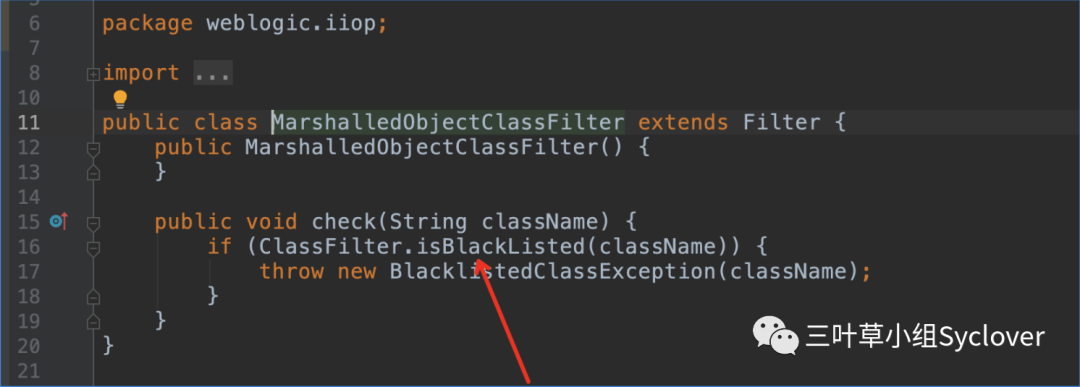 6 package weblogic.iiop;
7
8 import ...
10
11 public class MarshalledObjectClassFilter extends Filter {
12 public MarshalledObjectClassFilter() {
13 }
14
15 public void check(String className) {
16 if (ClassFilter.isBlackListed(className)) {
17 throw new BlacklistedClassException(className);
18 }
19 }
20 }
21
三叶草小组Syclover